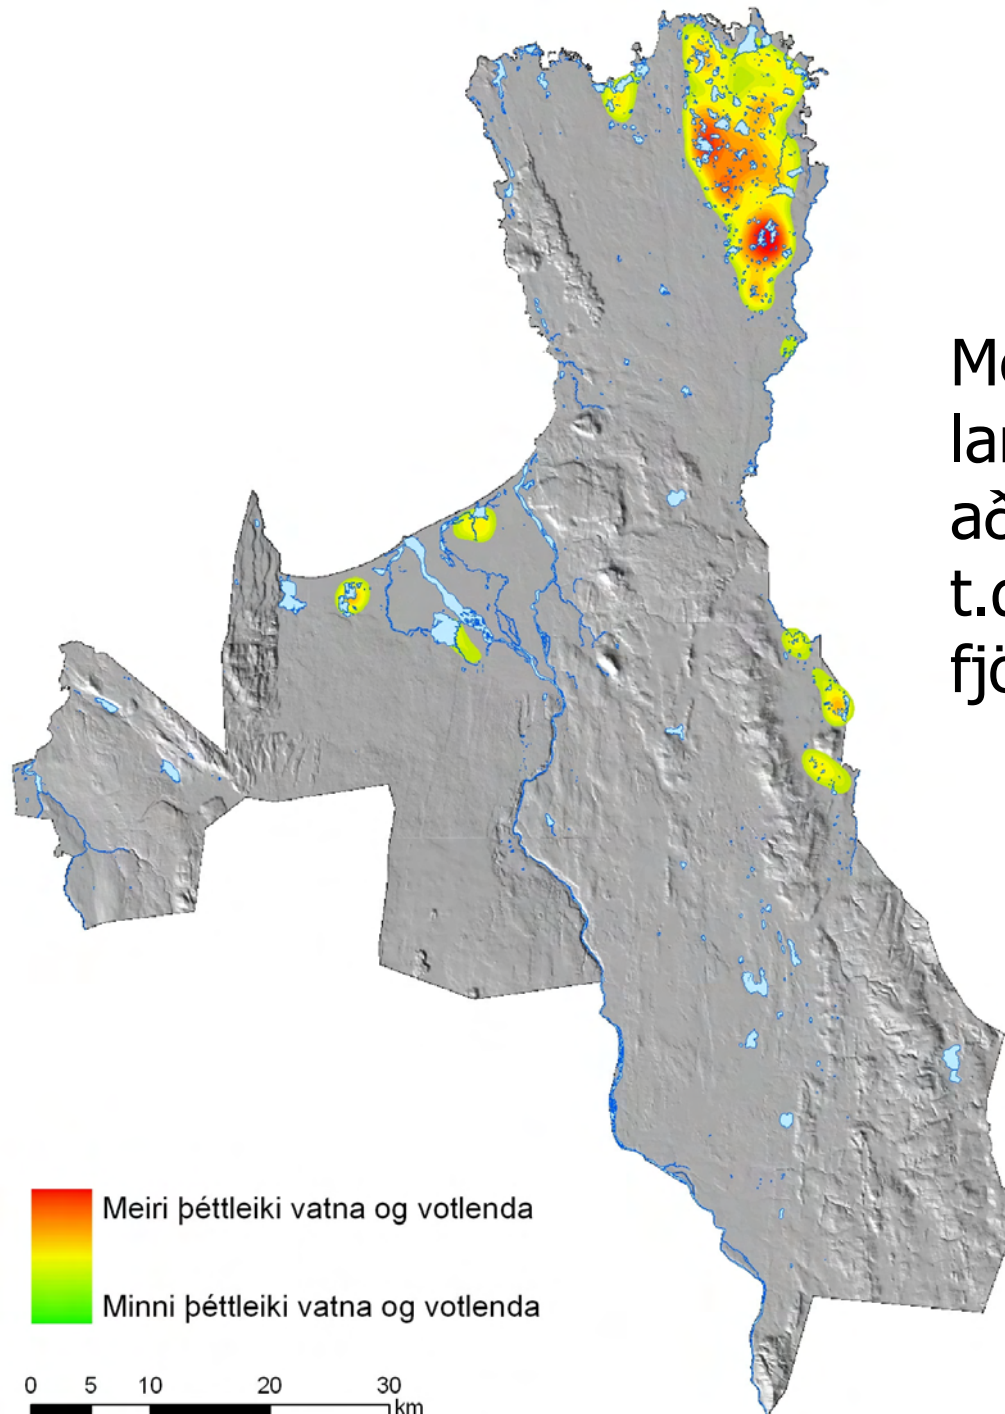 t.
Meiri þéttleiki vatna og votlenda
Minni þéttleiki vatna og votlenda
0 5 10 20 30
km